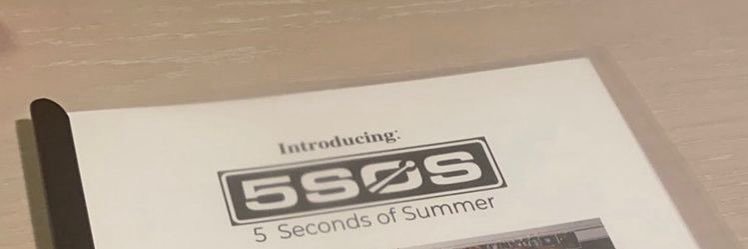 Introducing:
5SOS
5 Seconds of Summer